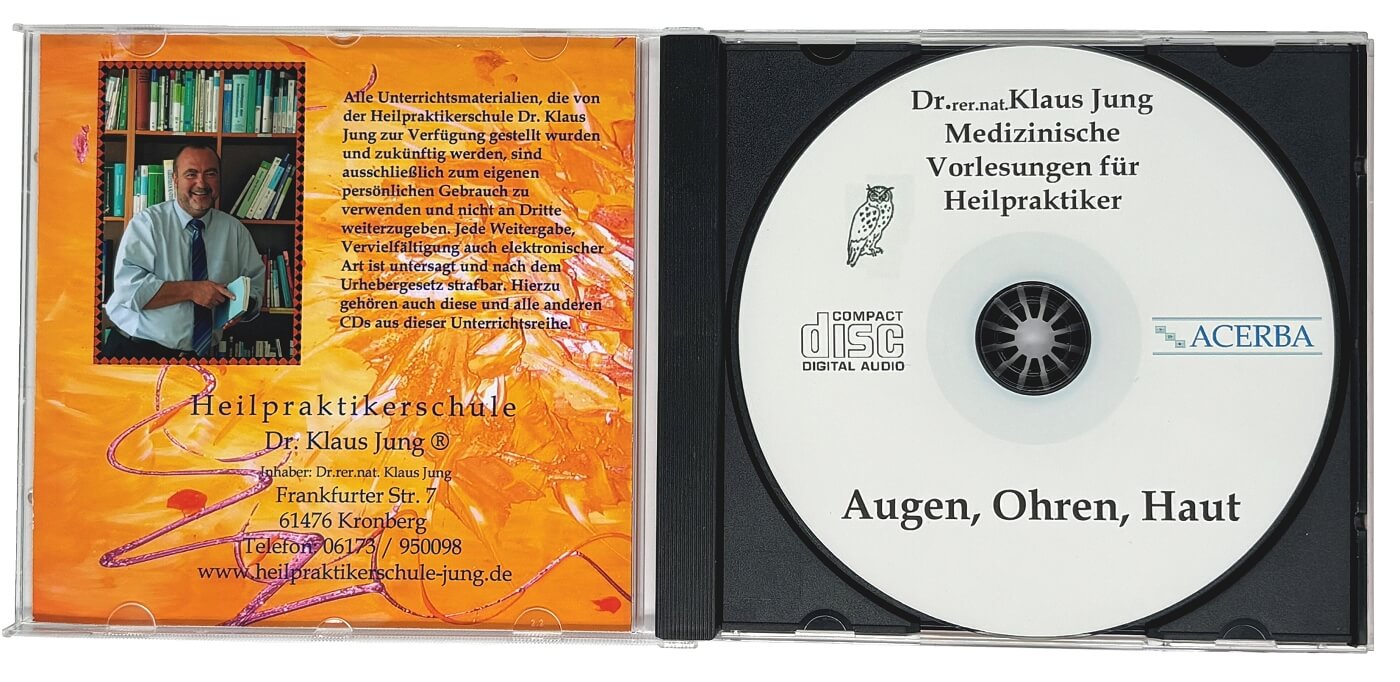 Alle Unterrichtsmaterialien, die von
der Heilpraktikerschule Dr. Klaus
Jung zur Verfügung gestellt wurden
und zukünftig werden, sind
ausschließlich zum eigenen
persönlichen Gebrauch zu
verwenden und nicht an Dritte
weiterzugeben. Jede Weitergabe,
Vervielfältigung auch elektronischer
Art ist untersagt und nach dem
Urhebergesetz strafbar. Hierzu
gehören auch diese und alle anderen
CDs aus dieser Unterrichtsreihe.
Heilpraktikerschule
Dr. Klaus Jung ®
Inhaber: Dr.rer.nat. Klaus Jung
Frankfurter Str. 7
61476 Kronberg
Telefon: 06173 / 950098
www.heilpraktikerschule-jung.de
Dr.rer.nat.Klaus Jung
Medizinische
Vorlesungen für
Heilpraktiker
COMPACT
disc
DIGITAL AUDIO
ACERBA
Augen, Ohren, Haut